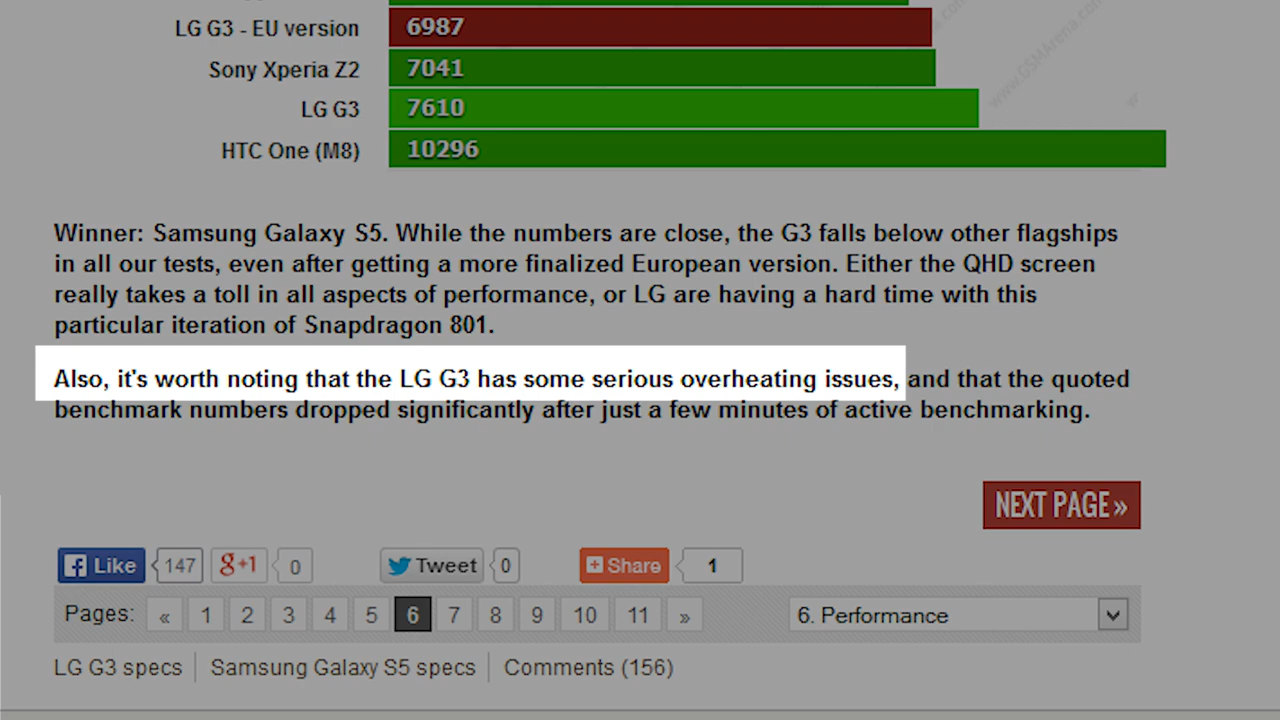 LG G3 - EU version 6987
Sony Xperia Z2 7041
LG G3 7610
HTC One (M8) 10296
www.GSMArena.com
Winner: Samsung Galaxy S5. While the numbers are close, the G3 falls below other flagships
in all our tests, even after getting a more finalized European version. Either the QHD screen
really takes a toll in all aspects of performance, or LG are having a hard time with this
particular iteration of Snapdragon 801.
Also, it's worth noting that the LG G3 has some serious overheating issues, and that the quoted
benchmark numbers dropped significantly after just a few minutes of active benchmarking.
NEXT PAGE »
Like 147 g+1 0 Tweet 0 Share 1
Pages: « 1 2 3 4 5 6 7 8 9 10 11 » 6. Performance
LG G3 specs Samsung Galaxy S5 specs Comments (156)